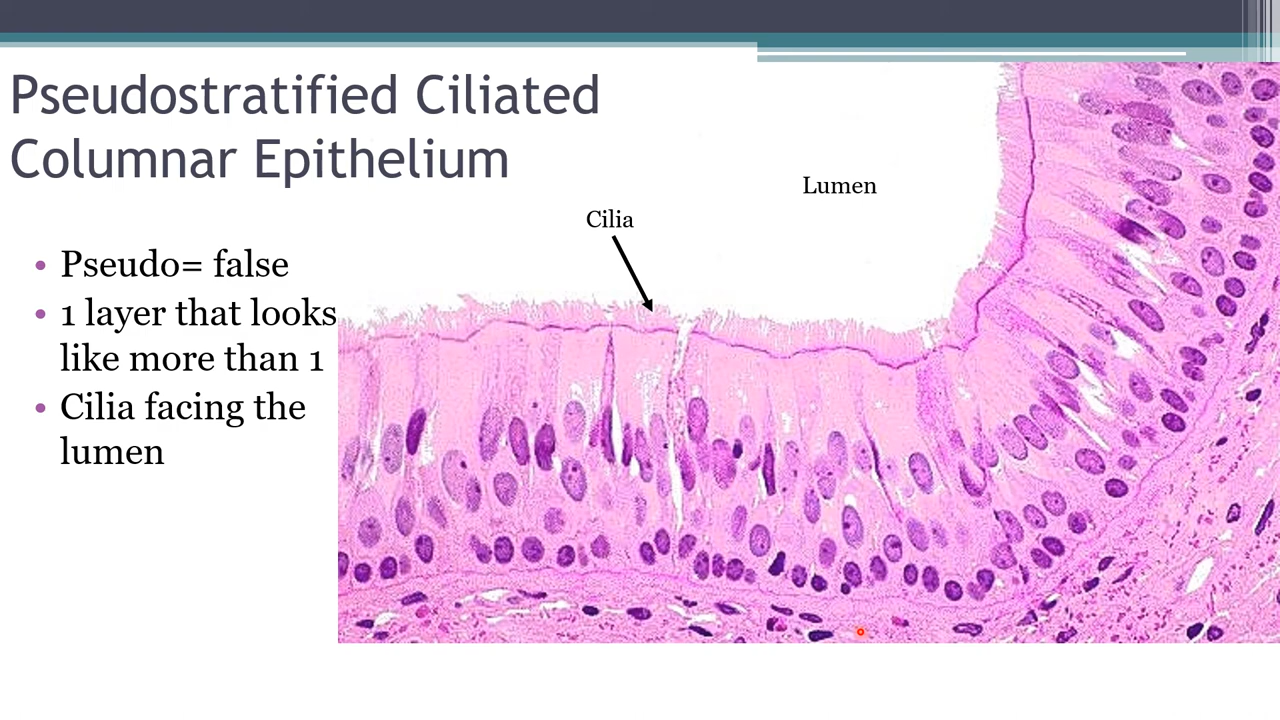 Pseudostratified Ciliated
Columnar Epithelium
• Pseudo= false
• 1 layer that looks
like more than 1
• Cilia facing the
lumen
Cilia
Lumen